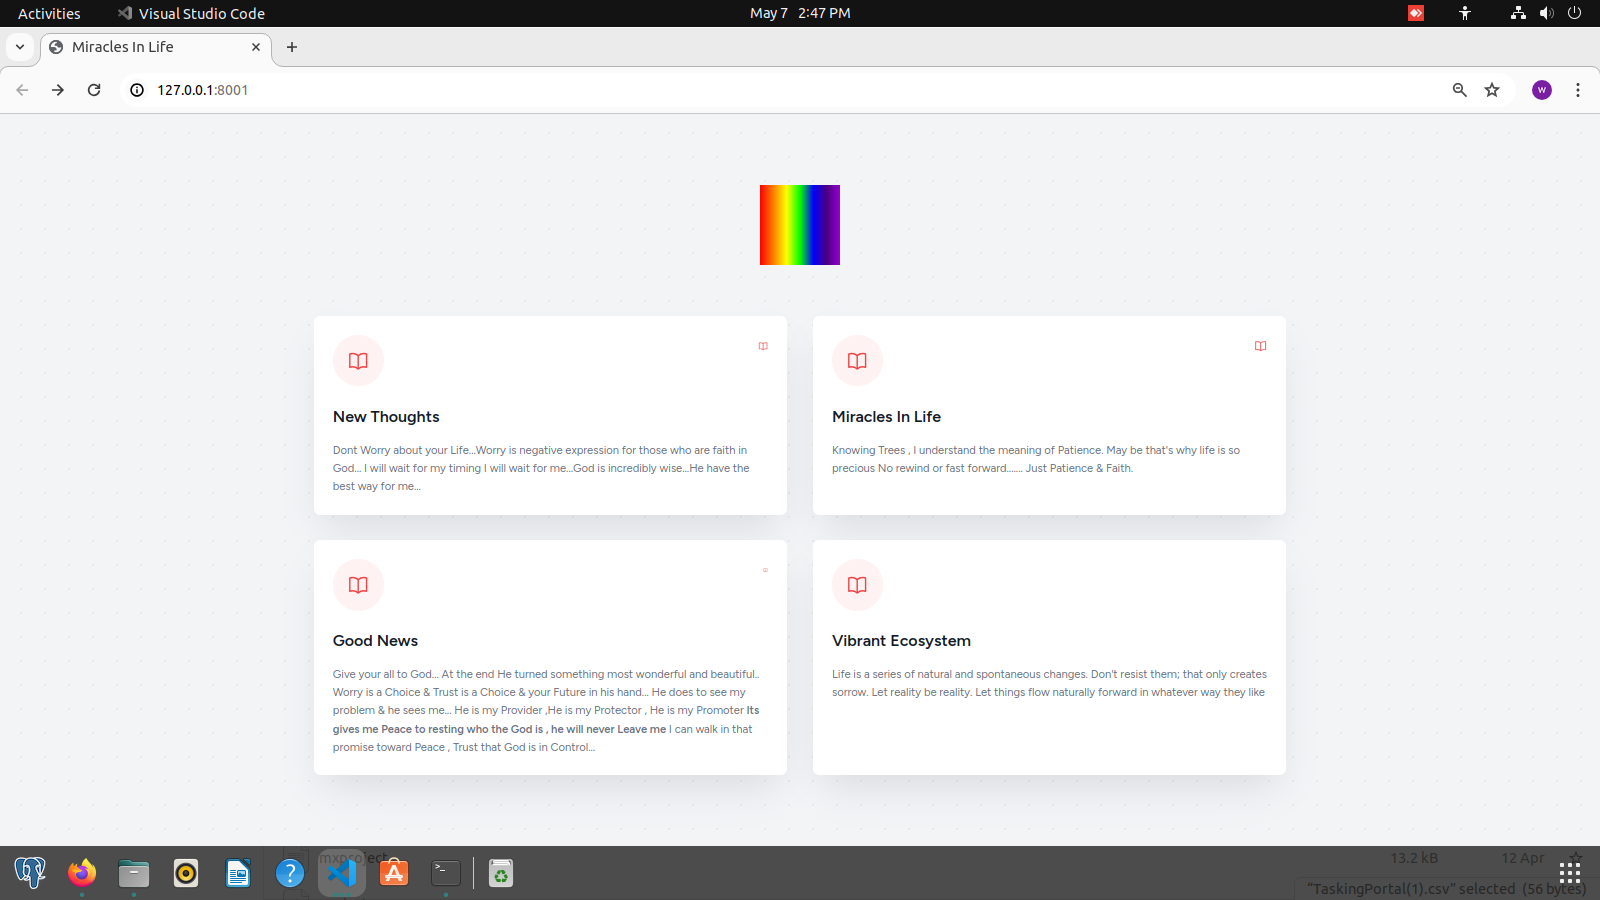 Activities
Visual Studio Code
May 7 2:47 PM
Miracles In Life
127.0.0.1:8001
W
New Thoughts
Dont Worry about your Life...Worry is negative expression for those who are faith in
God... I will wait for my timing I will wait for me...God is incredibly wise...He have the
best way for me...
Miracles In Life
Knowing Trees , I understand the meaning of Patience. May be that's why life is so
precious No rewind or fast forward....... Just Patience & Faith.
Good News
Give your all to God... At the end He turned something most wonderful and beautiful..
Worry is a Choice & Trust is a Choice & your Future in his hand... He does to see my
problem & he sees me... He is my Provider ,He is my Protector , He is my Promoter Its
gives me Peace to resting who the God is , he will never Leave me I can walk in that
promise toward Peace , Trust that God is in Control...
Vibrant Ecosystem
Life is a series of natural and spontaneous changes. Don't resist them; that only creates
sorrow. Let reality be reality. Let things flow naturally forward in whatever way they like
mxproject
13.2 kB
12 Apr
"TaskingPortal(1).csv" selected (56 bytes)